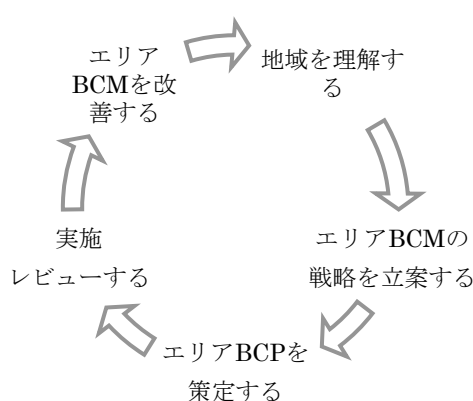 エリア
BCMを改
善する
地域を理解す
る
エリアBCMの
戦略を立案する
エリアBCPを
策定する
実施
レビューする